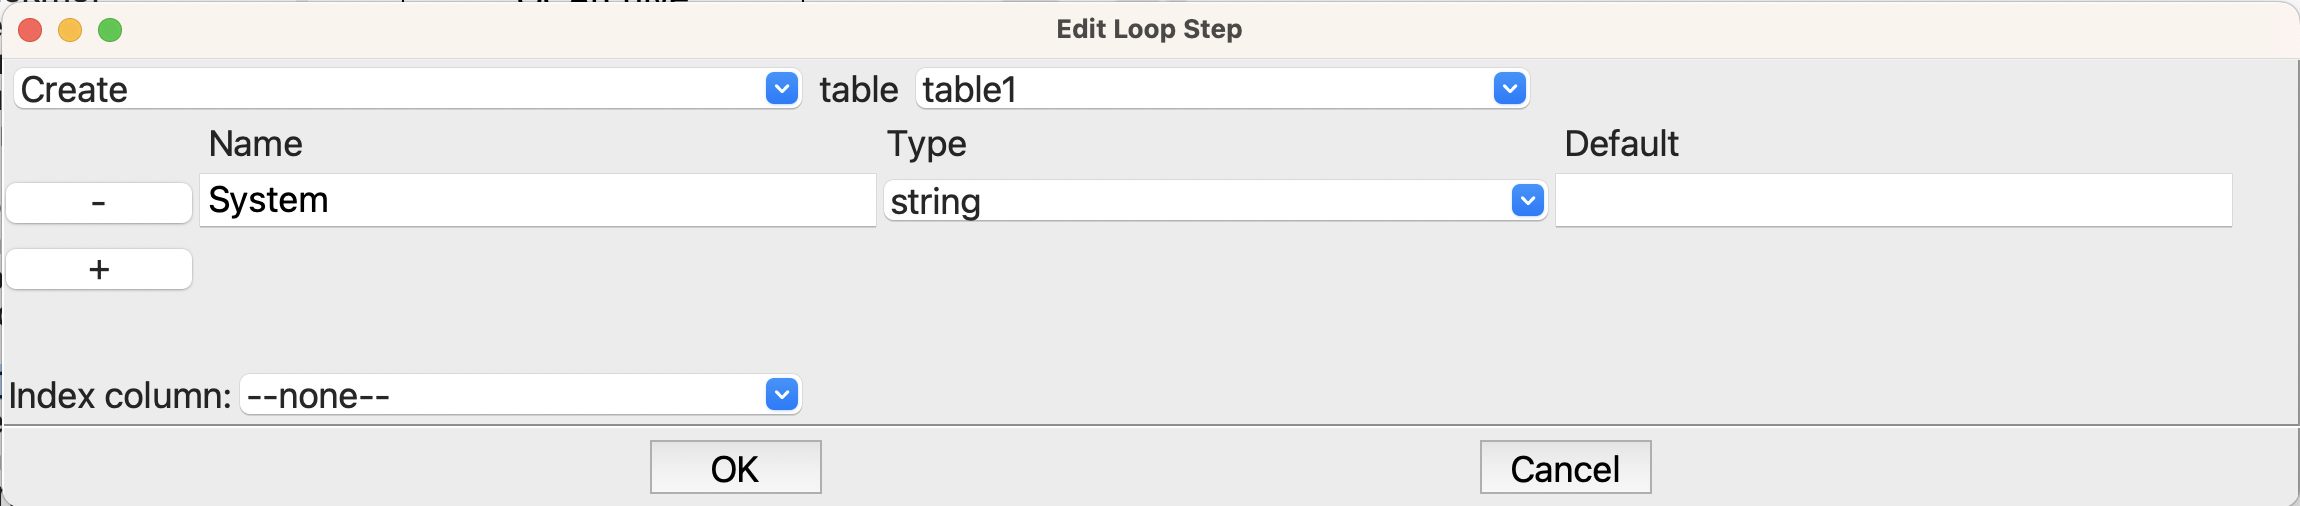 Edit Loop Step
Create table table1
Name Type Default
- System string
+
Index column: --none--
OK Cancel